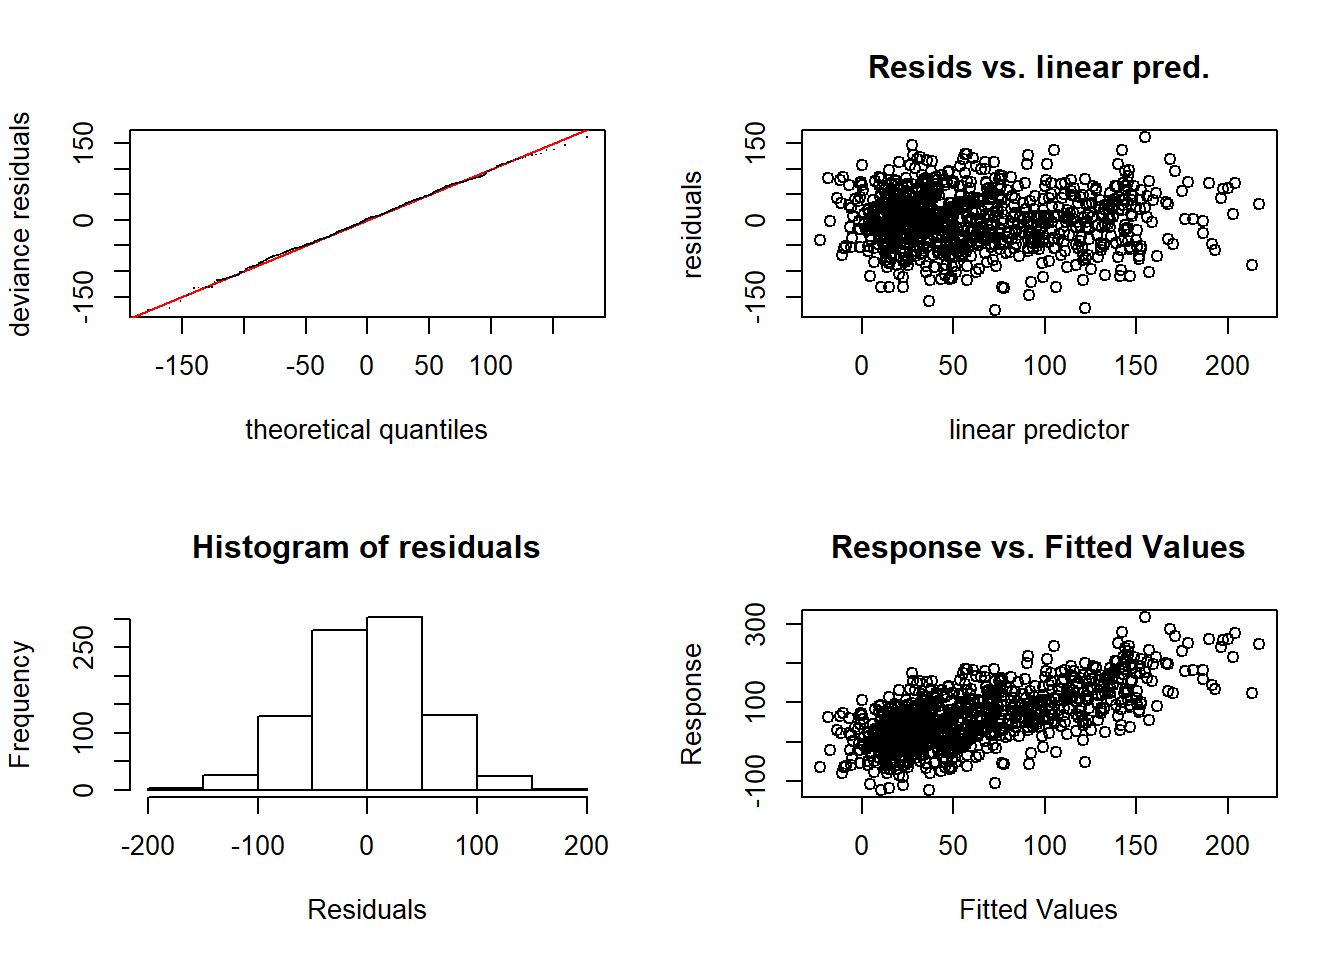 deviance residuals
150
0
-150
-150
-50
0
50
100
theoretical quantiles
Resids vs. linear pred.
residuals
150
0
-150
0
50
100
150
200
linear predictor
Histogram of residuals
Frequency
250
100
0
-200
-100
0
100
200
Residuals
Response vs. Fitted Values
Response
300
100
-100
0
50
100
150
200
Fitted Values